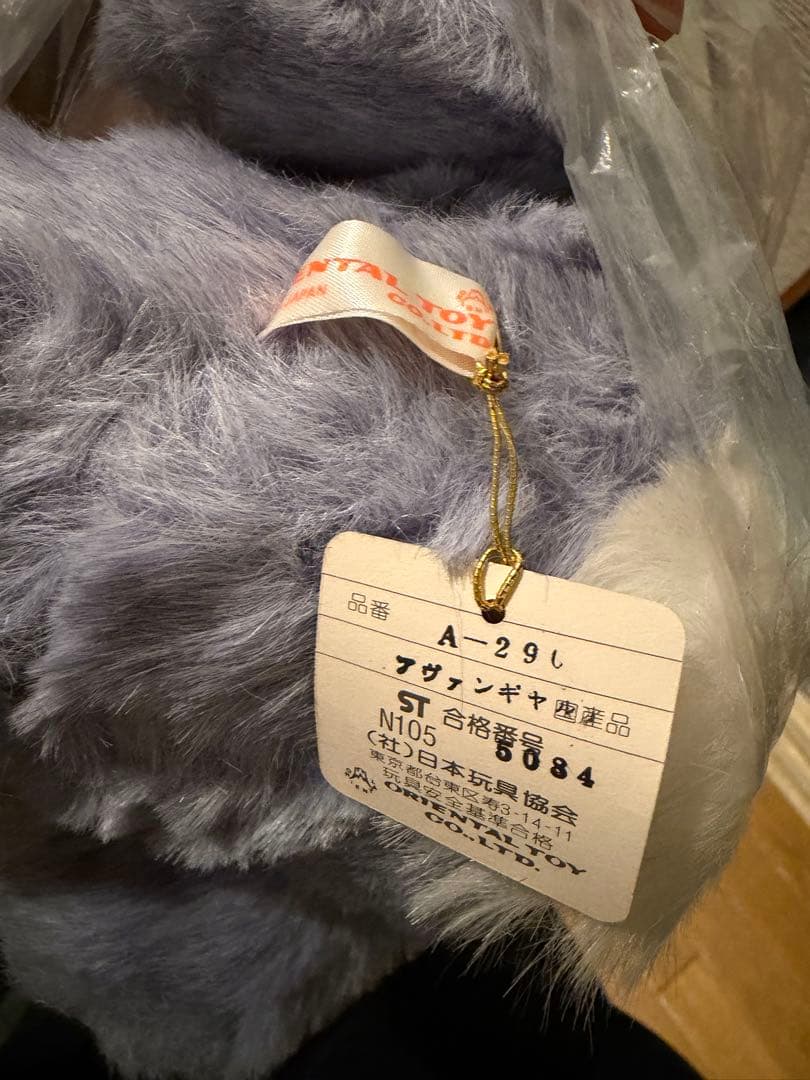 ENTAL TOY
CO.,LTD.
JAPAN
品番
A-29
アヴァンギャ 国産品
ST 合格番号
N105 5084
(社)日本玩具協会
東京都台東区寿3-14-11
玩具安全基準合格
ORIENTAL TOY
CO.,LTD.